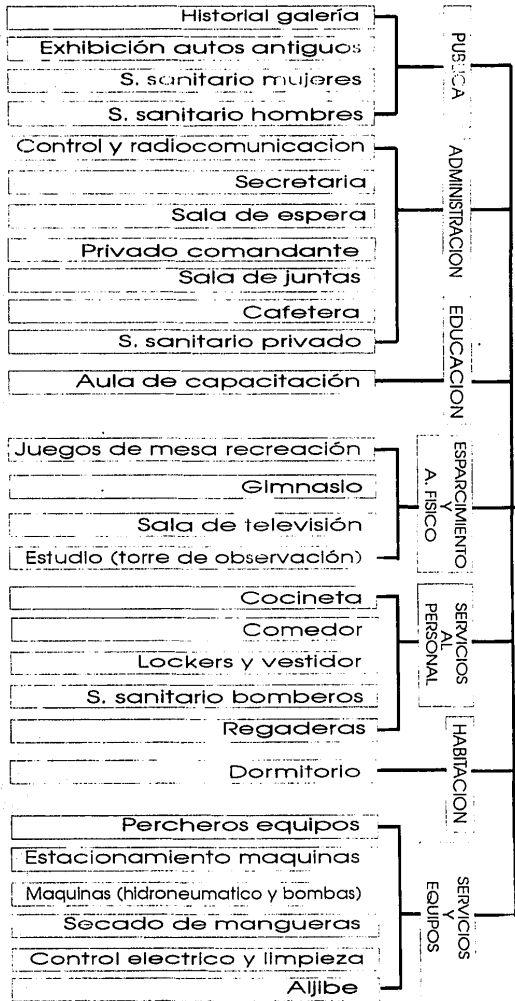 PUBLICA
Historial galería
Exhibición autos antiguos
S. sanitario mujeres
S. sanitario hombres
ADMINISTRACION
Control y radiocomunicacion
Secretaria
Sala de espera
Privado comandante
Sala de juntas
Cafetera
S. sanitario privado
EDUCACION
Aula de capacitación
ESPARCIMIENTO
Y
A. FISICO
Juegos de mesa recreación
Gimnasio
Sala de televisión
Estudio (torre de observación)
SERVICIOS
AL
PERSONAL
Cocineta
Comedor
Lockers y vestidor
S. sanitario bomberos
Regaderas
HABITACION
Dormitorio
SERVICIOS
Y
EQUIPOS
Percheros equipos
Estacionamiento maquinas
Maquinas (hidroneumatico y bombas)
Secado de mangueras
Control electrico y limpieza
Aljibe